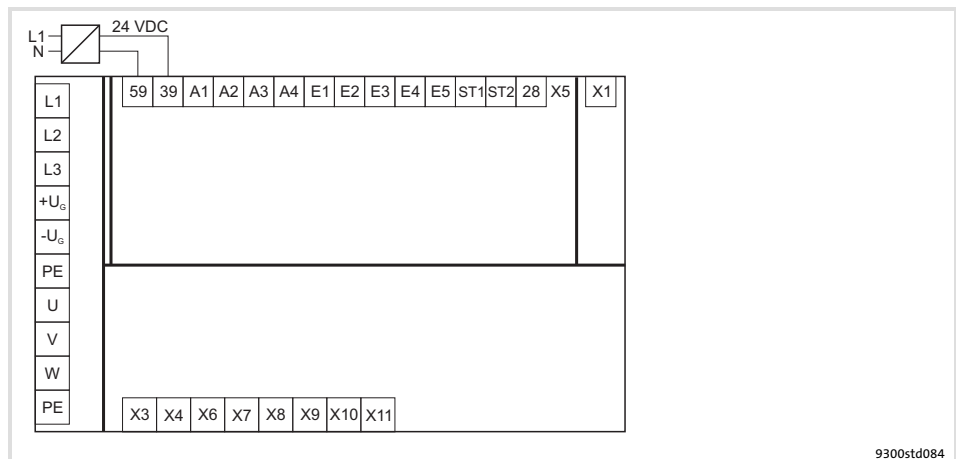 24 VDC
L1
N
59 39 A1 A2 A3 A4 E1 E2 E3 E4 E5 ST1 ST2 28 X5 X1
L1
L2
L3
+UG
-UG
PE
U
V
W
PE
X3 X4 X6 X7 X8 X9 X10 X11
9300std084